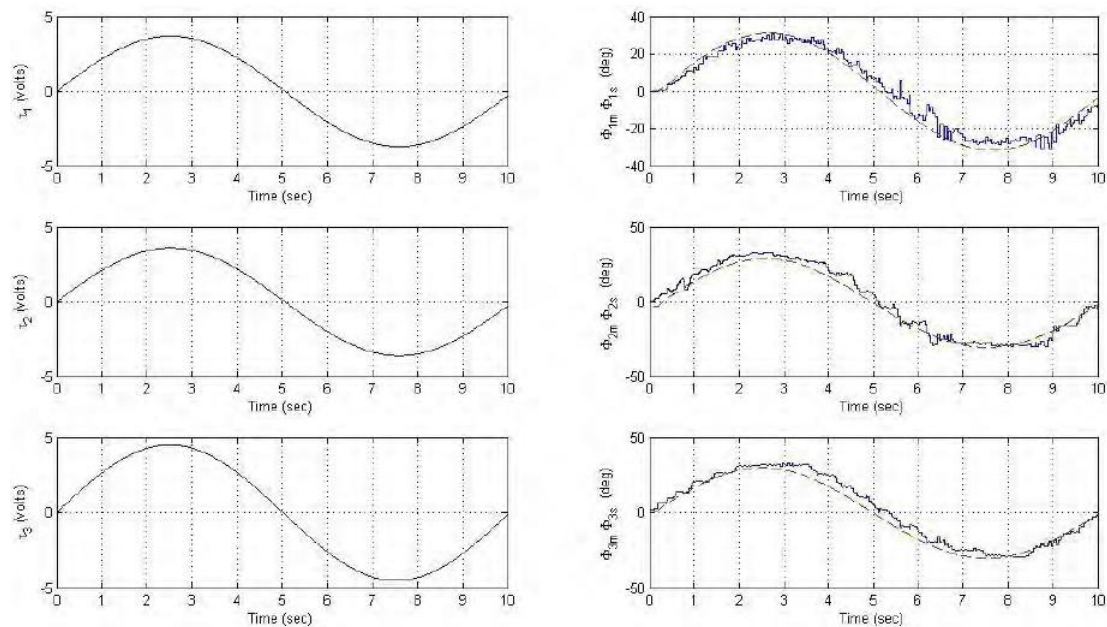 5
0
-5
τ1 (volts)
0 1 2 3 4 5 6 7 8 9 10
Time (sec)
40
20
0
-20
-40
Φ1m Φ1s (deg)
0 1 2 3 4 5 6 7 8 9 10
Time (sec)
5
0
-5
τ2 (volts)
0 1 2 3 4 5 6 7 8 9 10
Time (sec)
50
0
-50
Φ2m Φ2s (deg)
0 1 2 3 4 5 6 7 8 9 10
Time (sec)
5
0
-5
τ3 (volts)
0 1 2 3 4 5 6 7 8 9 10
Time (sec)
50
0
-50
Φ3m Φ3s (deg)
0 1 2 3 4 5 6 7 8 9 10
Time (sec)